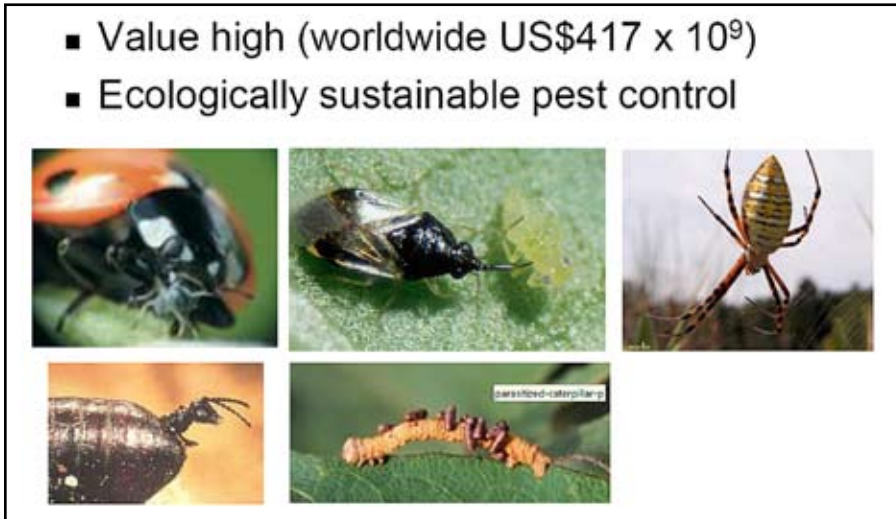 ▪ Value high (worldwide US$417 x 10⁹)
▪ Ecologically sustainable pest control
parasitized-caterpillar-p